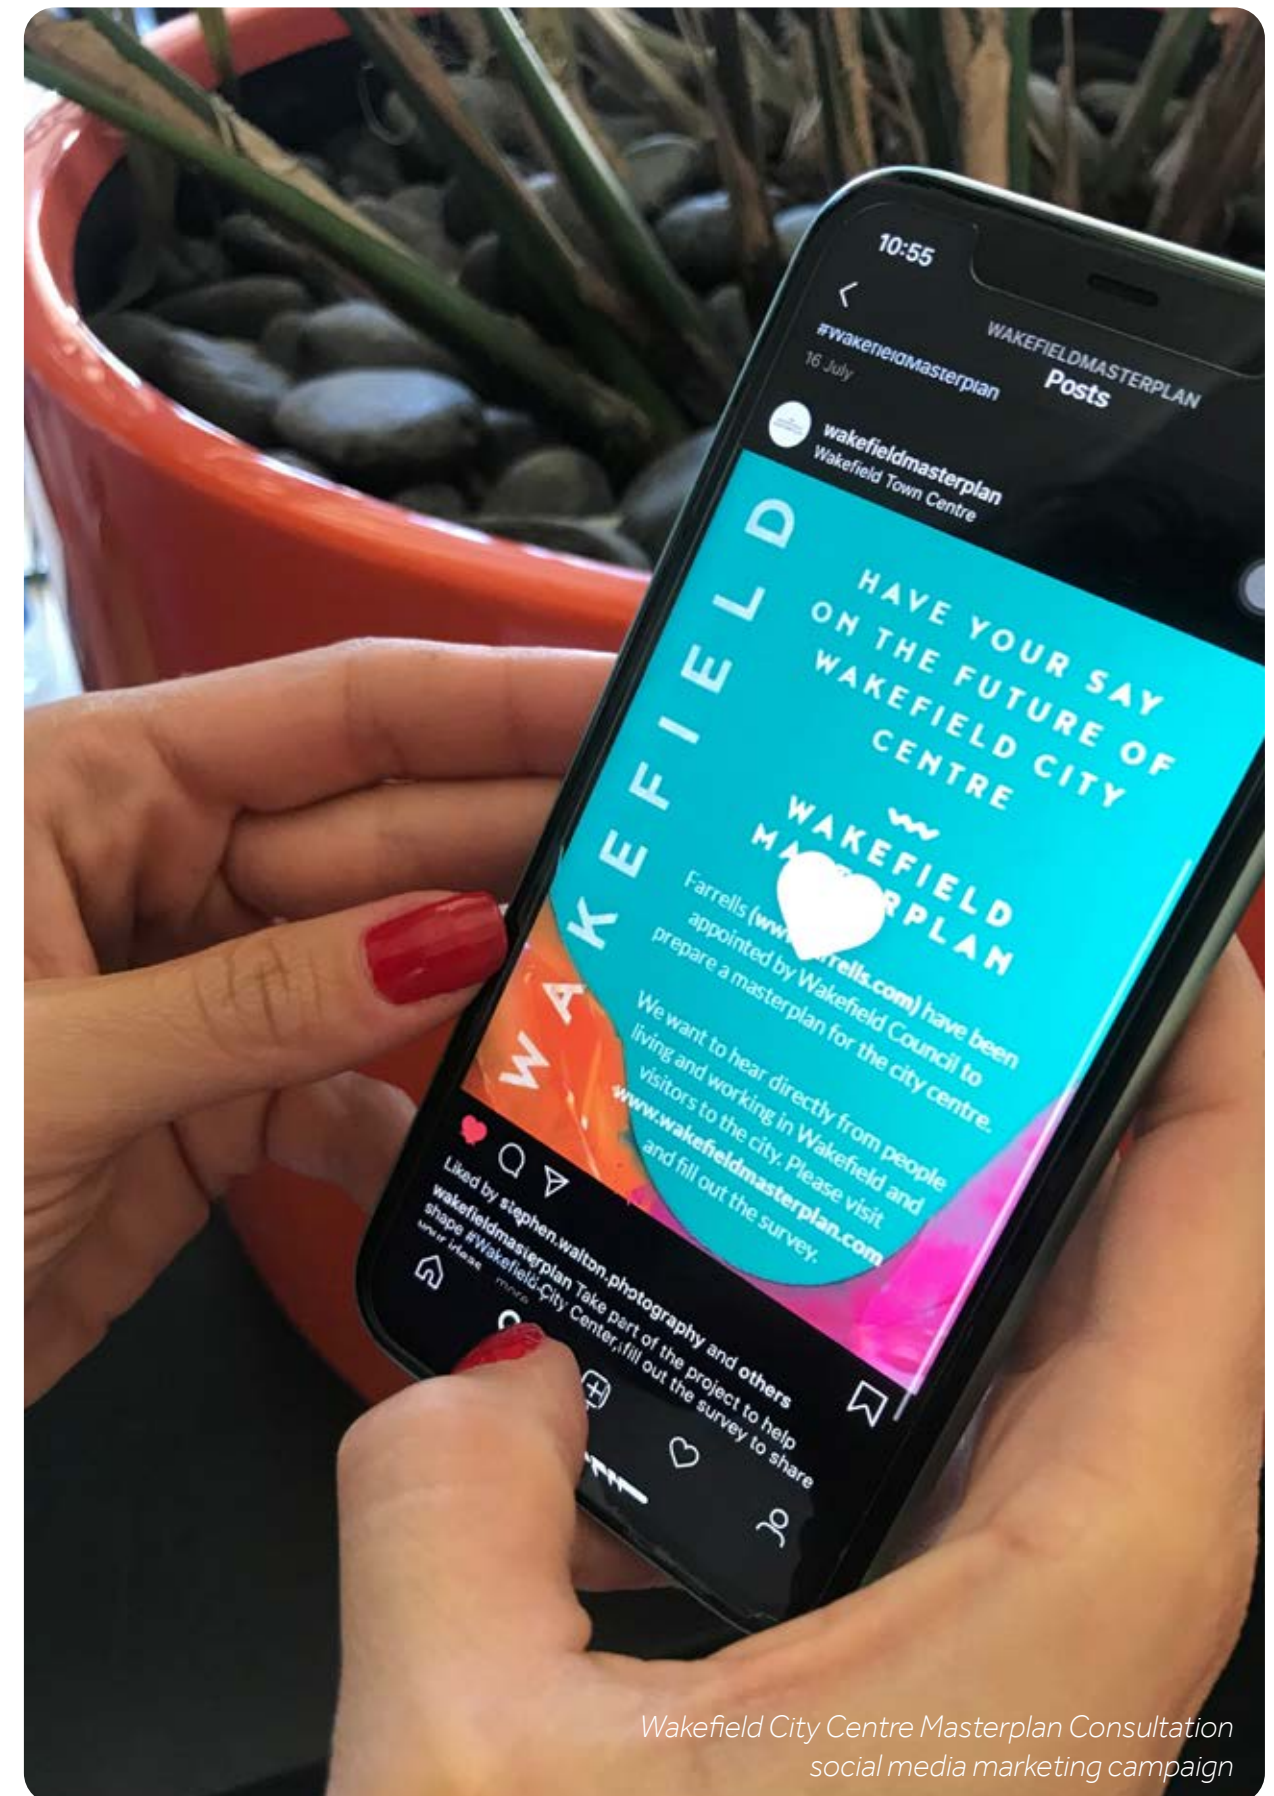 10:55
WAKEFIELDMASTERPLAN
Posts
#WakefieldMasterplan
16 July
wakefieldmasterplan
Wakefield Town Centre
WAKEFIELD
HAVE YOUR SAY
ON THE FUTURE OF
WAKEFIELD CITY
CENTRE
WAKEFIELD
Farrells have been
appointed by Wakefield Council to
prepare a masterplan for the city centre.
We want to hear directly from people
living and working in Wakefield and
visitors to the city. Please visit
www.wakefieldmasterplan.com
and fill out the survey.
Liked by stephen.walton.photography and others
wakefieldmasterplan Take part of the project to help
shape #Wakefield City Center, fill out the survey to share
your ideas more
Wakefield City Centre Masterplan Consultation
social media marketing campaign